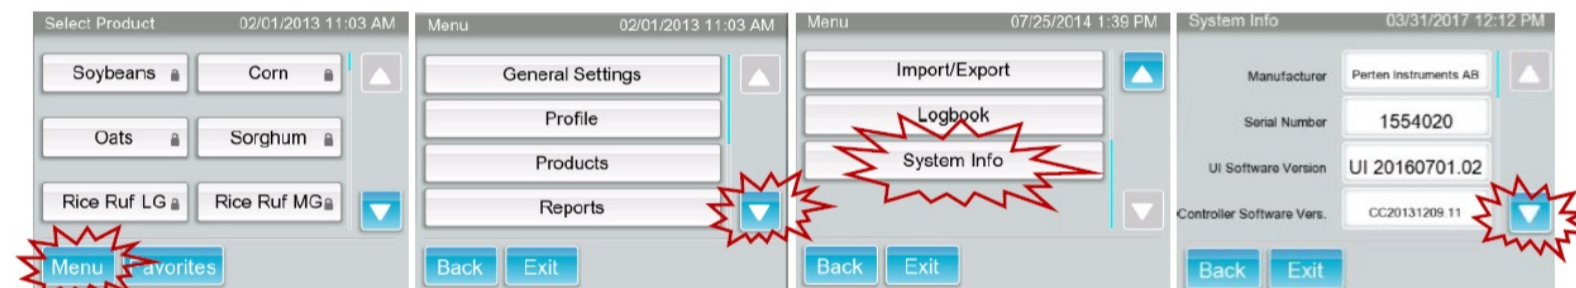 Select Product 02/01/2013 11:03 AM
Soybeans Corn
Oats Sorghum
Rice Ruf LG Rice Ruf MG
Menu Favorites
Menu 02/01/2013 11:03 AM
General Settings
Profile
Products
Reports
Back Exit
Menu 07/25/2014 1:39 PM
Import/Export
Logbook
System Info
Back Exit
System Info 03/31/2017 12:12 PM
Manufacturer Perten Instruments AB
Serial Number 1554020
UI Software Version UI 20160701.02
Controller Software Vers. CC20131209.11
Back Exit